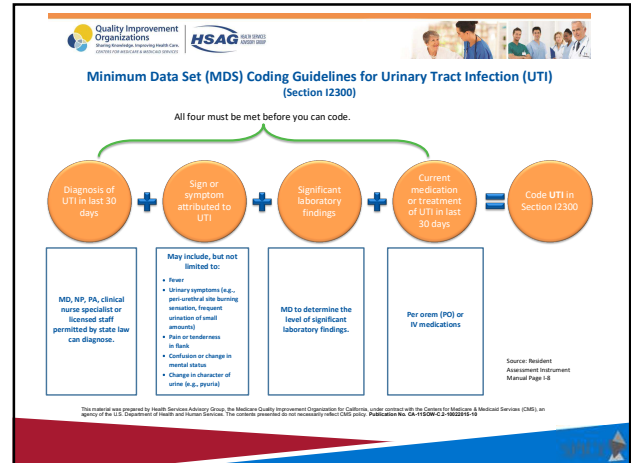 Quality Improvement
Organizations
Sharing Knowledge. Improving Health Care.
CENTERS FOR MEDICARE & MEDICAID SERVICES
HSAG HEALTH SERVICES
ADVISORY GROUP
Minimum Data Set (MDS) Coding Guidelines for Urinary Tract Infection (UTI)
(Section I2300)
All four must be met before you can code.
Diagnosis of
UTI in last 30
days
Sign or
symptom
attributed to
UTI
Significant
laboratory
findings
Current
medication
or treatment
of UTI in last
30 days
Code UTI in
Section I2300
MD, NP, PA, clinical
nurse specialist or
licensed staff
permitted by state law
can diagnose.
May include, but not
limited to:
• Fever
• Urinary symptoms (e.g.,
peri-urethral site burning
sensation, frequent
urination of small
amounts)
• Pain or tenderness
in flank
• Confusion or change in
mental status
• Change in character of
urine (e.g., pyuria)
MD to determine the
level of significant
laboratory findings.
Per orem (PO) or
IV medications
Source: Resident
Assessment Instrument
Manual Page I-8
This material was prepared by Health Services Advisory Group, the Medicare Quality Improvement Organization for California, under contract with the Centers for Medicare & Medicaid Services (CMS), an
agency of the U.S. Department of Health and Human Services. The contents presented do not necessarily reflect CMS policy. Publication No. CA-11SOW-C.2-10022015-10